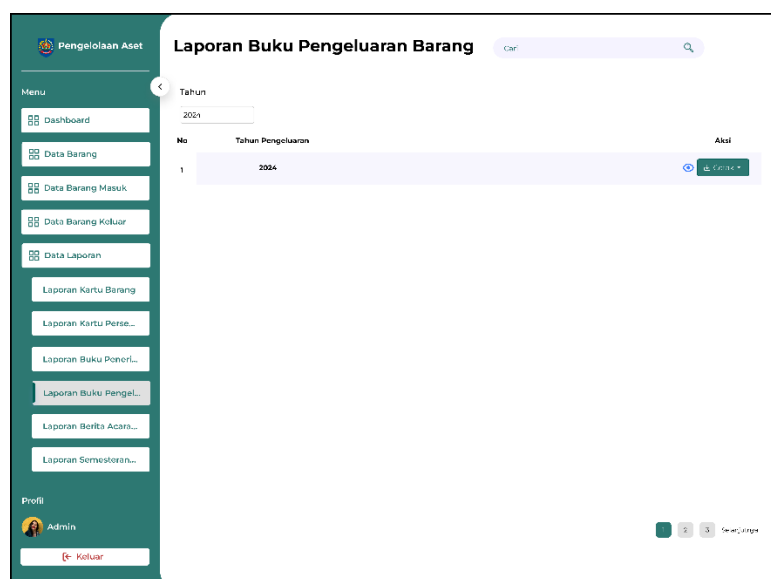 Pengelolaan Aset
Laporan Buku Pengeluaran Barang
Cari
Menu
Dashboard
Data Barang
Data Barang Masuk
Data Barang Keluar
Data Laporan
Laporan Kartu Barang
Laporan Kartu Perse...
Laporan Buku Peneri...
Laporan Buku Pengel...
Laporan Berita Acara...
Laporan Semesteran...
Profil
Admin
Keluar
Tahun
2024
No Tahun Pengeluaran Aksi
1 2024 Cetak
1 2 3 Selanjutnya